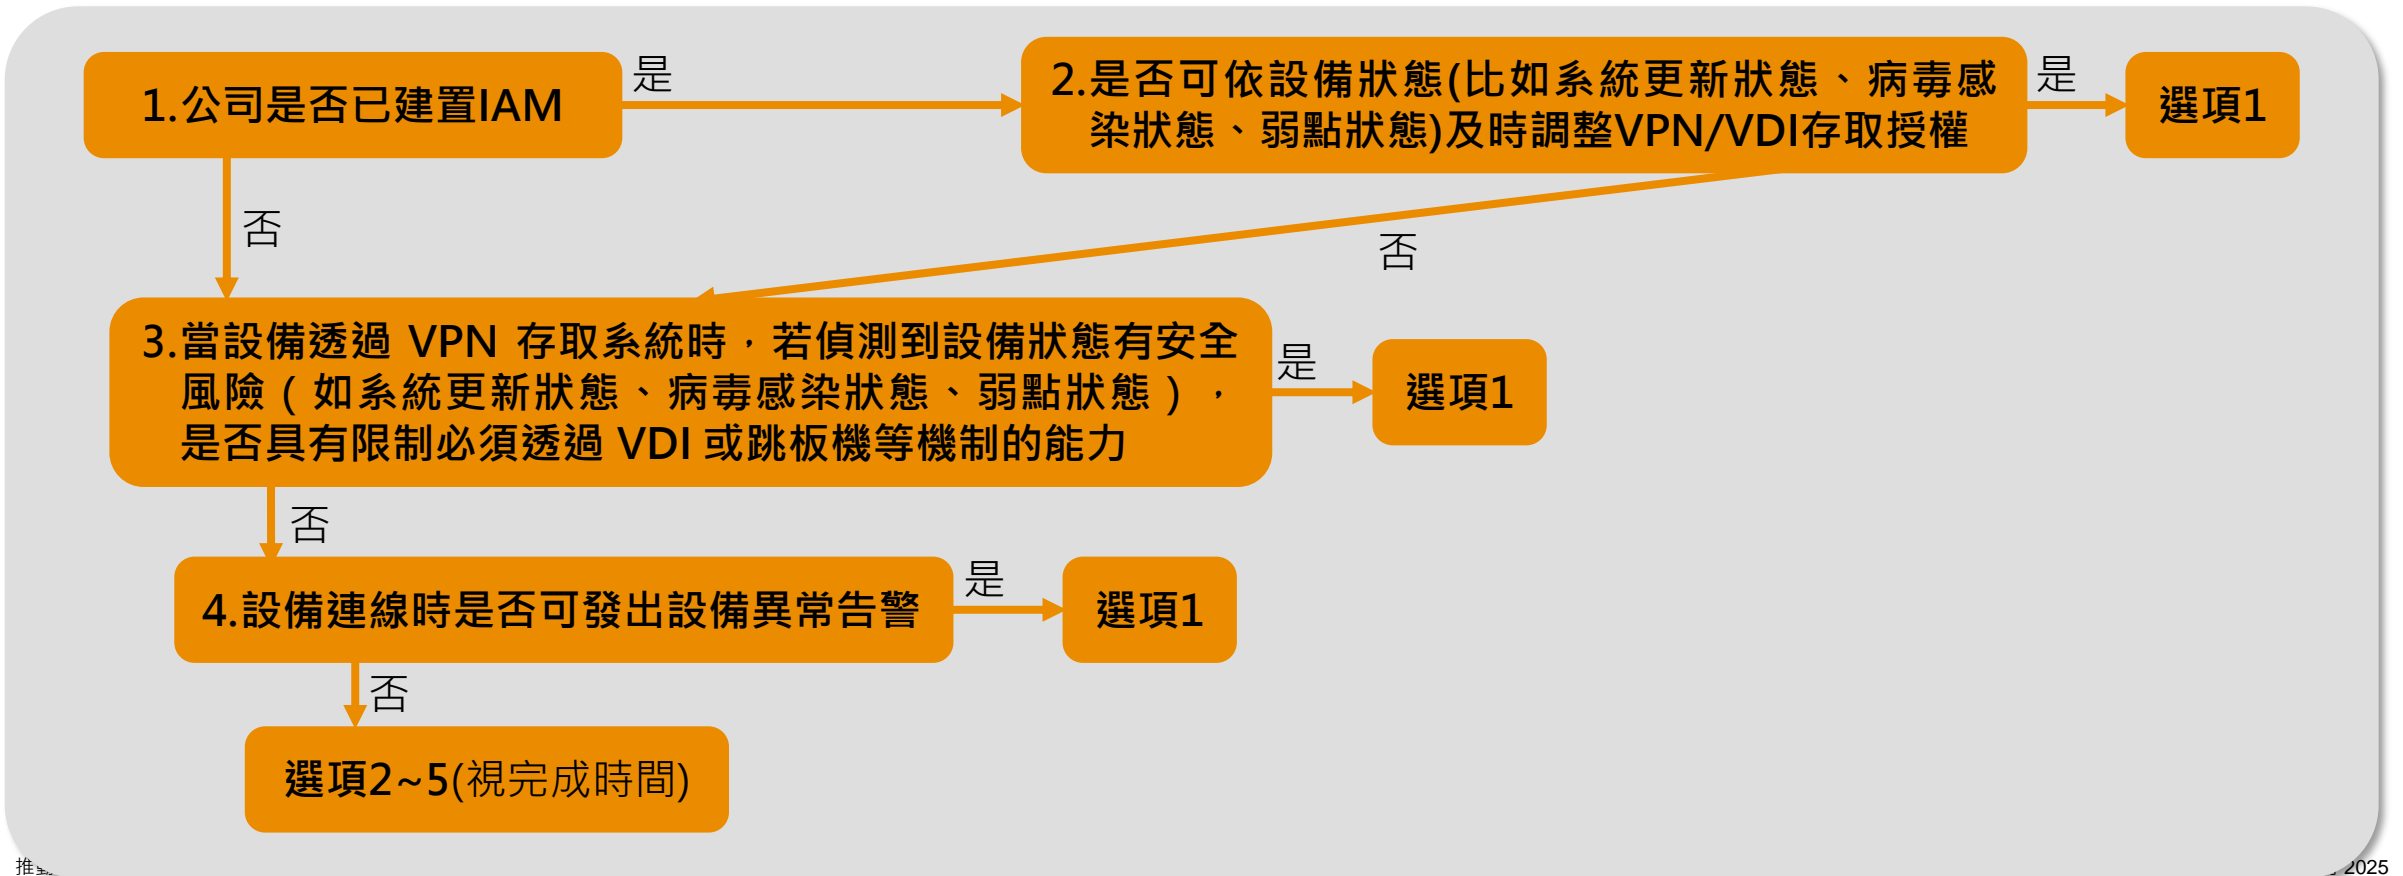 1.公司是否已建置IAM
是
2.是否可依設備狀態(比如系統更新狀態、病毒感
染狀態、弱點狀態)及時調整VPN/VDI存取授權
是
選項1
否
否
3.當設備透過 VPN 存取系統時，若偵測到設備狀態有安全
風險（如系統更新狀態、病毒感染狀態、弱點狀態），
是否具有限制必須透過 VDI 或跳板機等機制的能力
是
選項1
否
4.設備連線時是否可發出設備異常告警
是
選項1
否
選項2~5(視完成時間)
推
2025